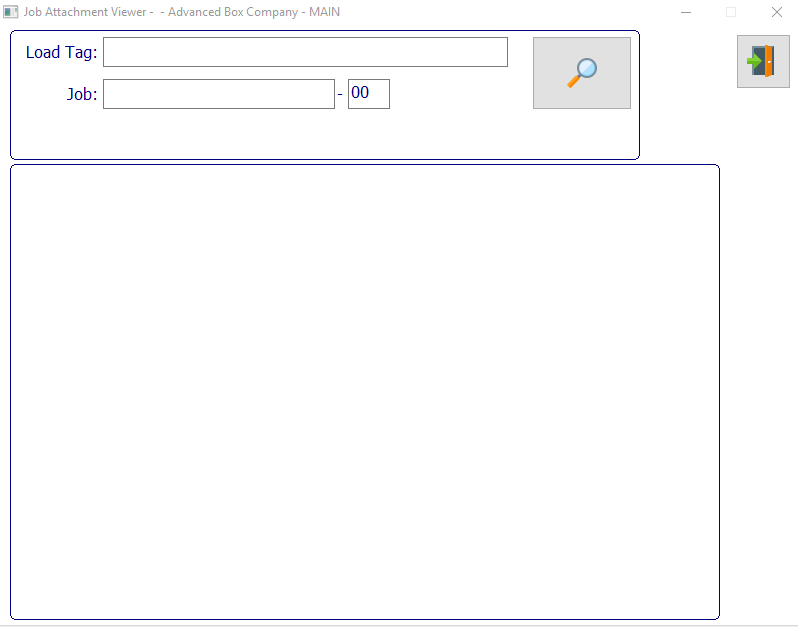 Job Attachment Viewer -  - Advanced Box Company - MAIN
Load Tag:
Job: - 00